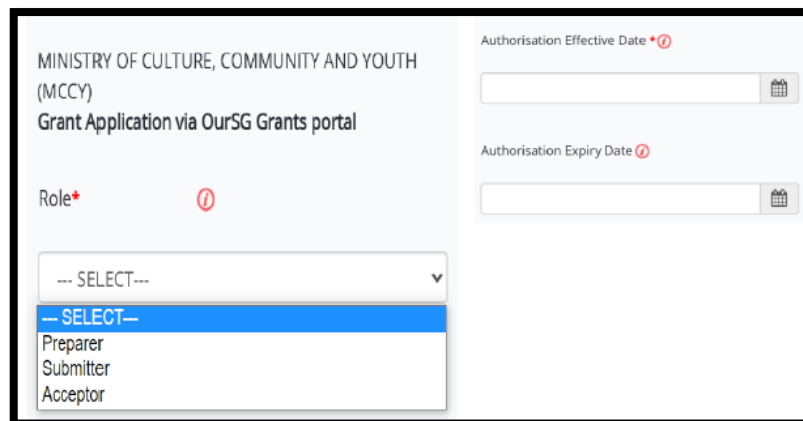 MINISTRY OF CULTURE, COMMUNITY AND YOUTH
(MCCY)
Grant Application via OurSG Grants portal
Role*
--- SELECT---
--- SELECT---
Preparer
Submitter
Acceptor
Authorisation Effective Date *
Authorisation Expiry Date